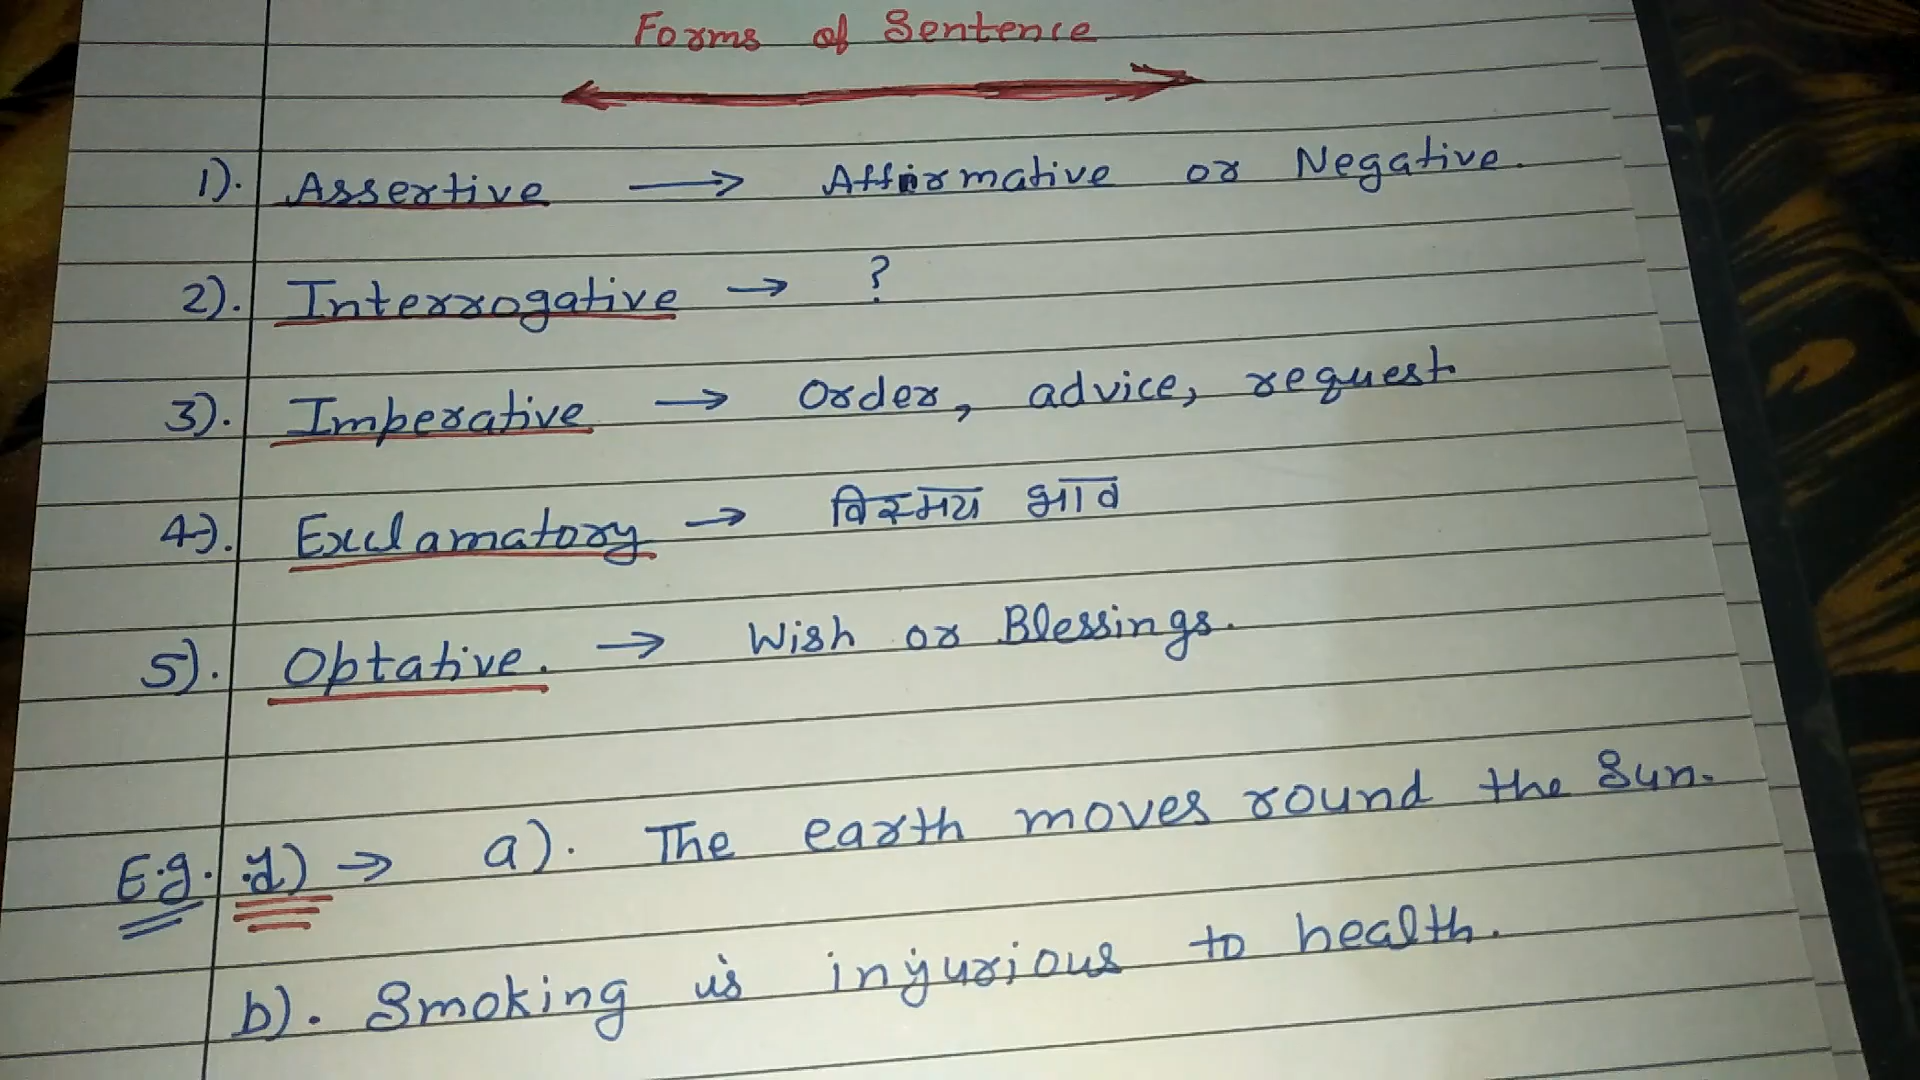 Forms of Sentence
1). Assertive → Affirmative or Negative.
2). Interrogative → ?
3). Imperative → Order, advice, request.
4). Exclamatory → विस्मय भाव
5). Optative. → Wish or Blessings.
E.g. 1) → a). The earth moves round the Sun.
b). Smoking is injurious to health.